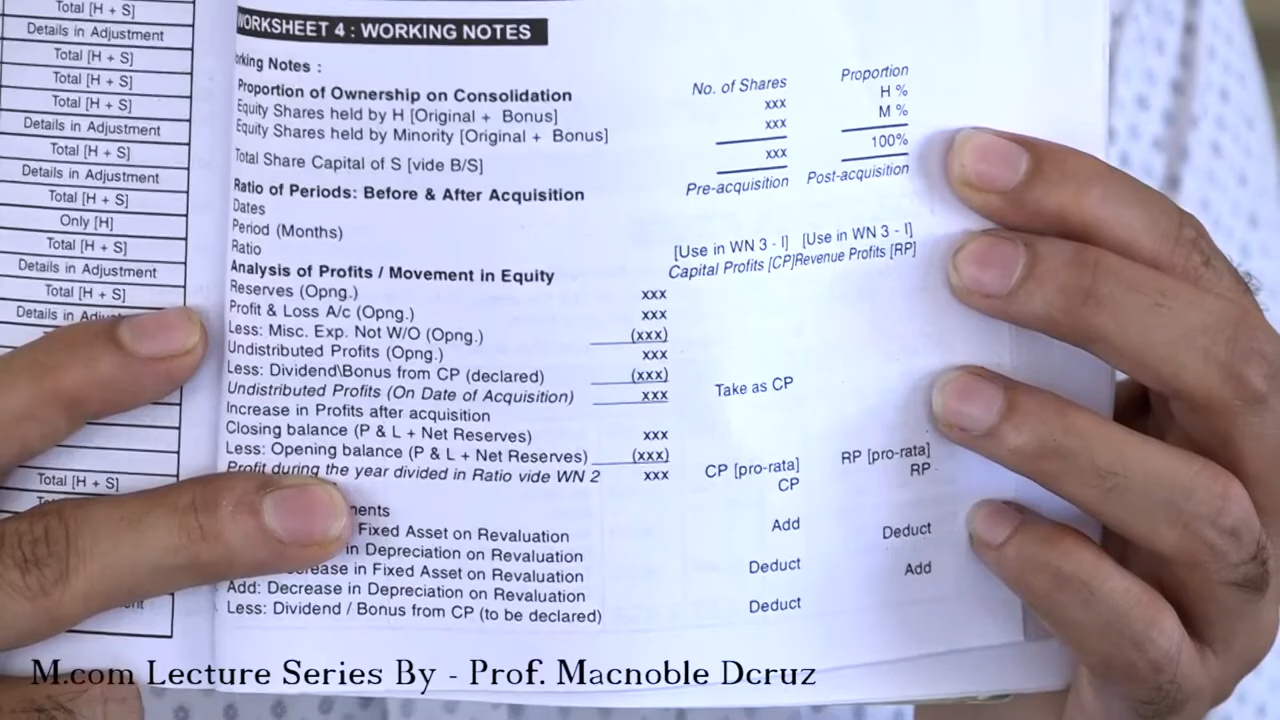 Total [H + S]
Details in Adjustment
Total [H + S]
Total [H + S]
Total [H + S]
Details in Adjustment
Total [H + S]
Details in Adjustment
Total [H + S]
Only [H]
Total [H + S]
Details in Adjustment
Total [H + S]
Details in
Total [H + S]
WORKSHEET 4 : WORKING NOTES
Notes :
No. of Shares Proportion
Proportion of Ownership on Consolidation
Equity Shares held by H [Original + Bonus] xxx H %
Equity Shares held by Minority [Original + Bonus] xxx M %
Total Share Capital of S [vide B/S] xxx 100%
Ratio of Periods: Before & After Acquisition Pre-acquisition Post-acquisition
Dates
Period (Months)
Ratio [Use in WN 3 - I] [Use in WN 3 - I]
Analysis of Profits / Movement in Equity Capital Profits [CP] Revenue Profits [RP]
Reserves (Opng.) xxx
Profit & Loss A/c (Opng.) xxx
Less: Misc. Exp. Not W/O (Opng.) (xxx)
Undistributed Profits (Opng.) xxx
Less: Dividend\Bonus from CP (declared) (xxx)
Undistributed Profits (On Date of Acquisition) xxx Take as CP
Increase in Profits after acquisition
Closing balance (P & L + Net Reserves) xxx
Less: Opening balance (P & L + Net Reserves) (xxx)
Profit during the year divided in Ratio vide WN 2 xxx CP [pro-rata] RP [pro-rata]
CP RP
Fixed Asset on Revaluation Add
in Depreciation on Revaluation Deduct
in Fixed Asset on Revaluation Deduct
Add: Decrease in Depreciation on Revaluation Add
Less: Dividend / Bonus from CP (to be declared) Deduct
M.com Lecture Series By - Prof. Macnoble Dcruz